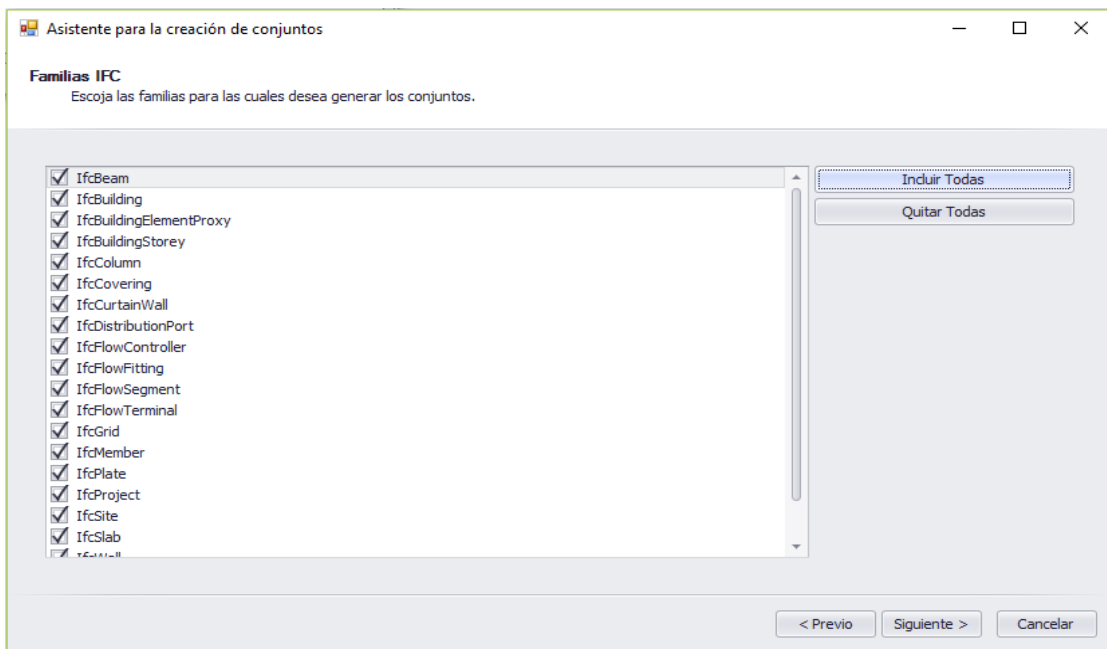 Asistente para la creación de conjuntos
Familias IFC
Escoja las familias para las cuales desea generar los conjuntos.
IfcBeam
IfcBuilding
IfcBuildingElementProxy
IfcBuildingStorey
IfcColumn
IfcCovering
IfcCurtainWall
IfcDistributionPort
IfcFlowController
IfcFlowFitting
IfcFlowSegment
IfcFlowTerminal
IfcGrid
IfcMember
IfcPlate
IfcProject
IfcSite
IfcSlab
Incluir Todas
Quitar Todas
< Previo
Siguiente >
Cancelar